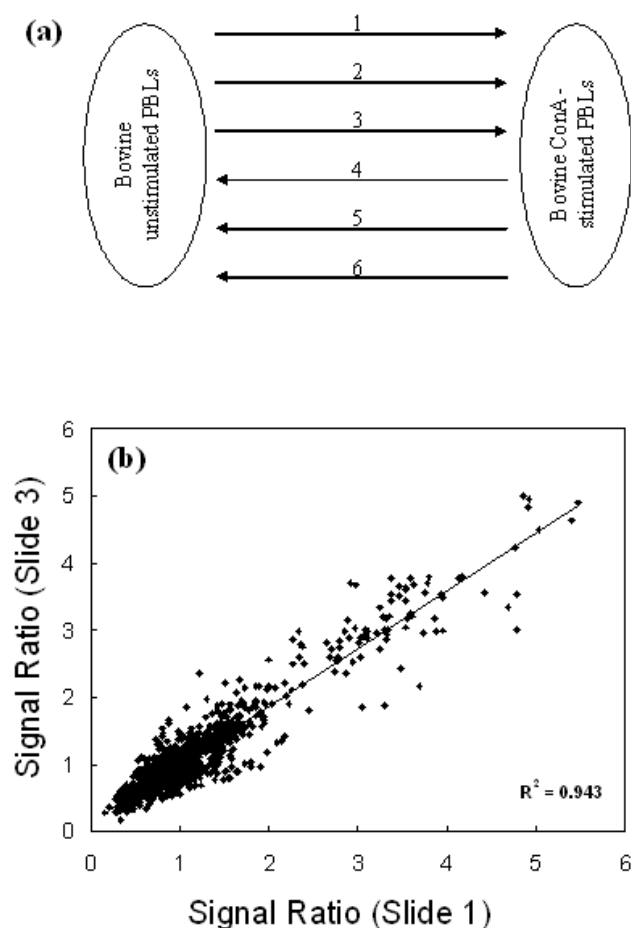 (a)
1
2
3
4
5
6
Bovine
unstimulated PBLs
Bovine ConA -
stimulated PBLs
(b)
6
5
4
3
2
1
0
Signal Ratio (Slide 3)
R² = 0.943
0 1 2 3 4 5 6
Signal Ratio (Slide 1)